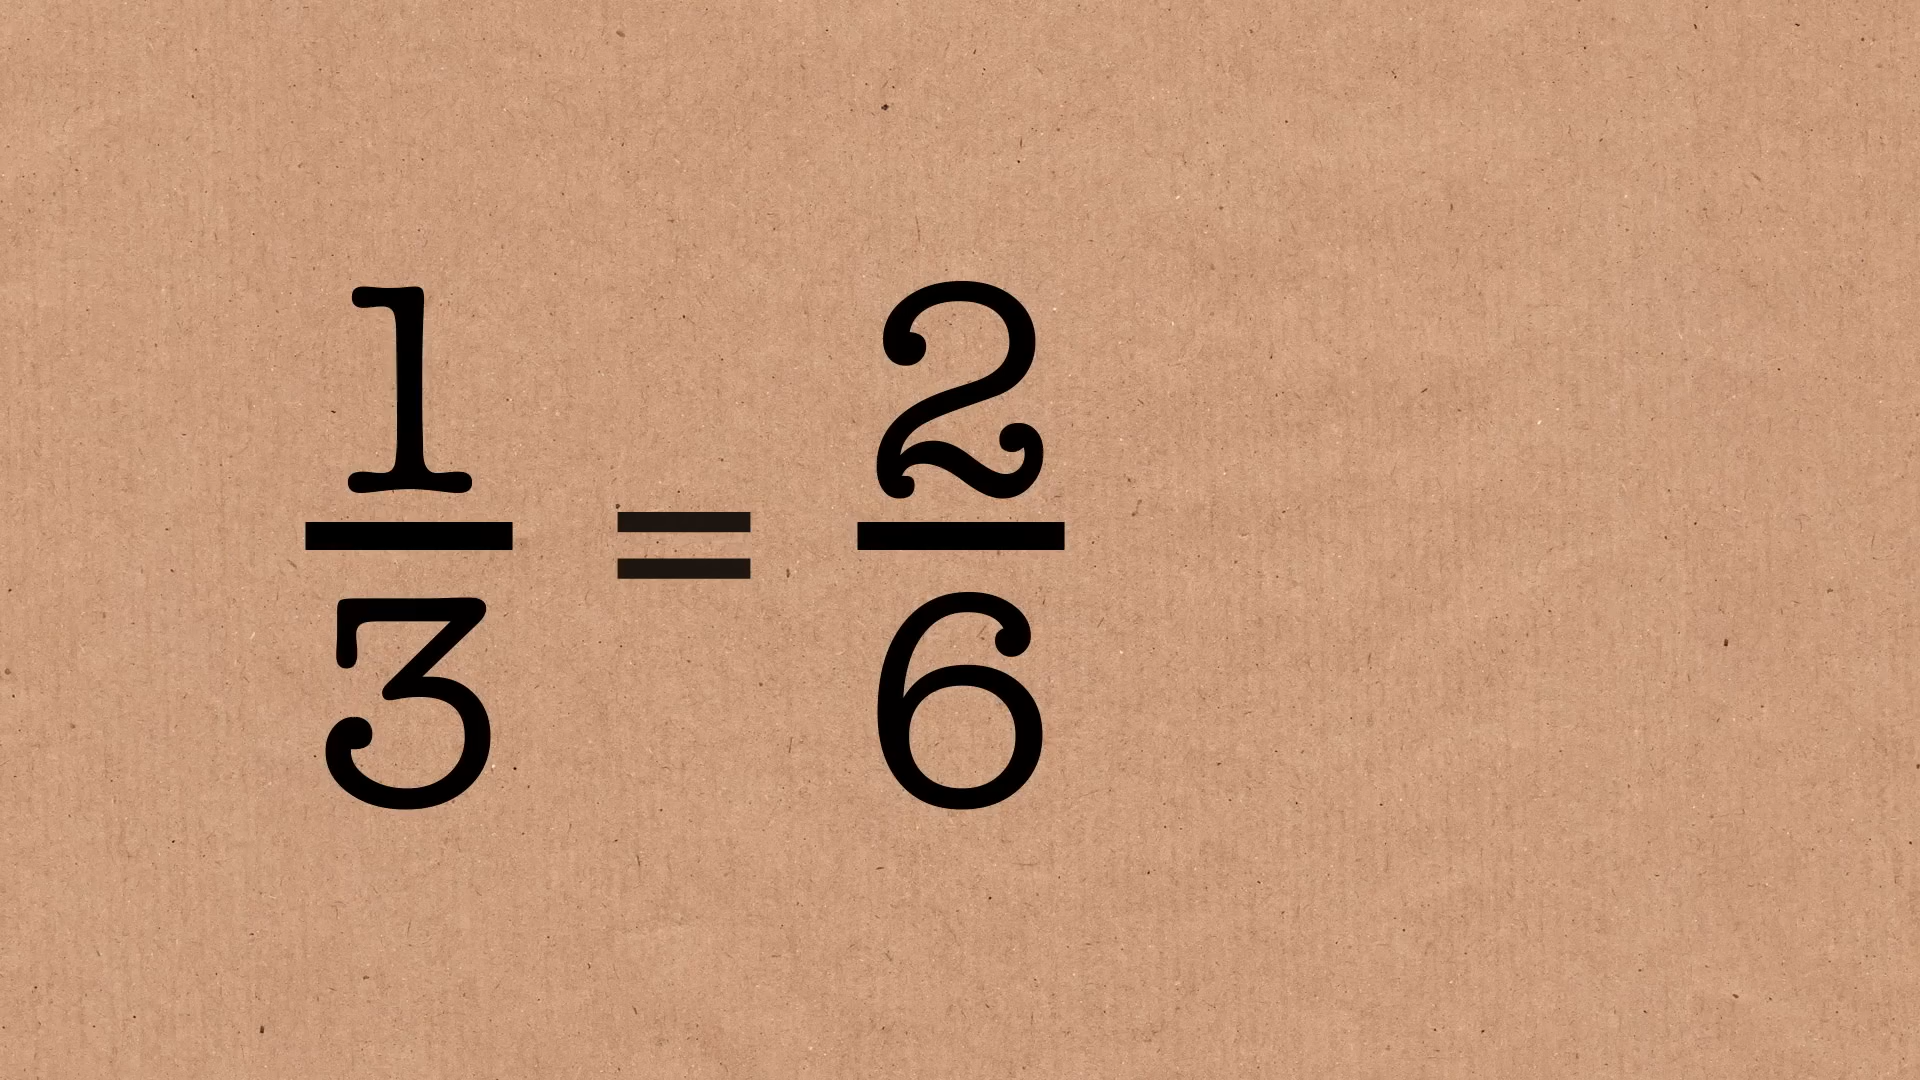 1/3 = 2/6